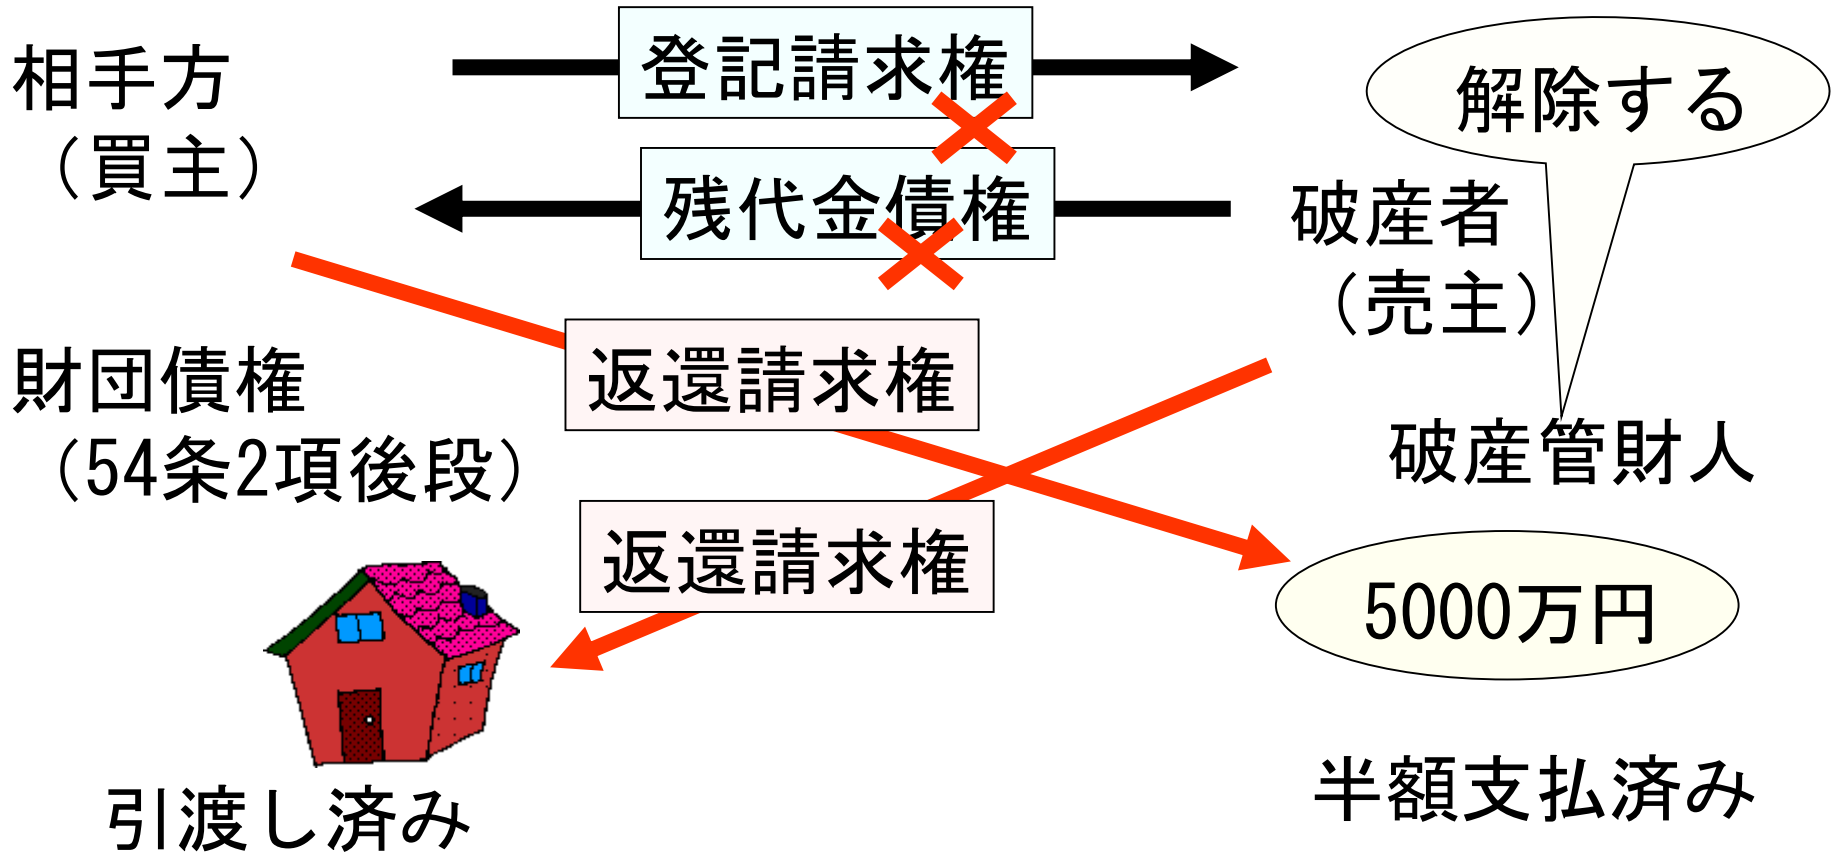 登記請求権
相手方
（買主）
解除する
残代金債権
破産者
（売主）
返還請求権
財団債権
（54条2項後段）
破産管財人
返還請求権
5000万円
引渡し済み
半額支払済み